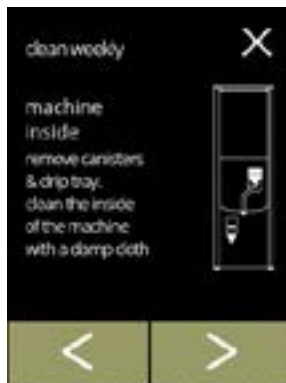 clean weekly
machine
inside
remove canisters
& drip tray.
clean the inside
of the machine
with a damp cloth